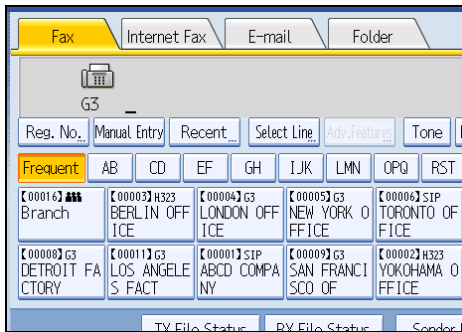 Fax Internet Fax E-mail Folder
G3 _
Reg. No. Manual Entry Recent Select Line Adv.Features Tone
Frequent AB CD EF GH IJK LMN OPQ RST
【00016】 【00003】H323 【00004】G3 【00005】G3 【00006】SIP
Branch BERLIN OFF LONDON OFF NEW YORK O TORONTO OF
ICE ICE FFICE FICE
【00008】G3 【00011】G3 【00001】SIP 【00009】G3 【00002】H323
DETROIT FA LOS ANGELE ABCD COMPA SAN FRANCI YOKOHAMA O
CTORY S FACT NY SCO OF FFICE
TX File Status RX File Status Sender